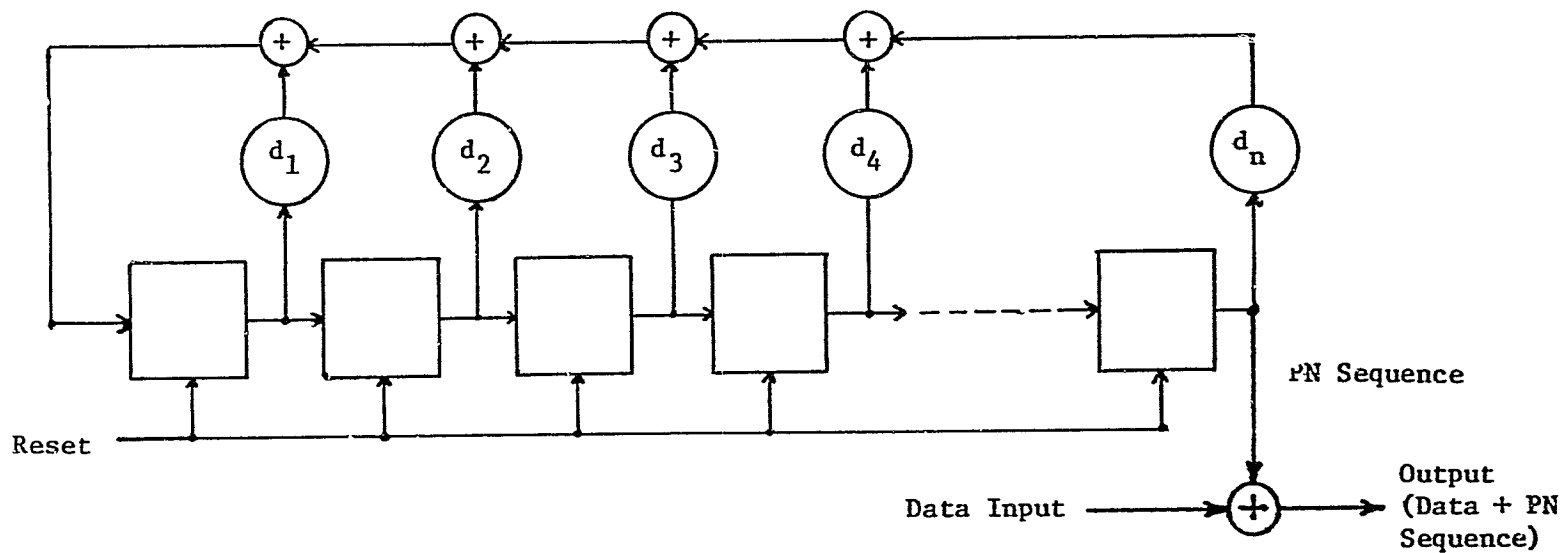 + + + +
d1 d2 d3 d4 dn
PN Sequence
Reset
Output
Data Input + (Data + PN
Sequence)